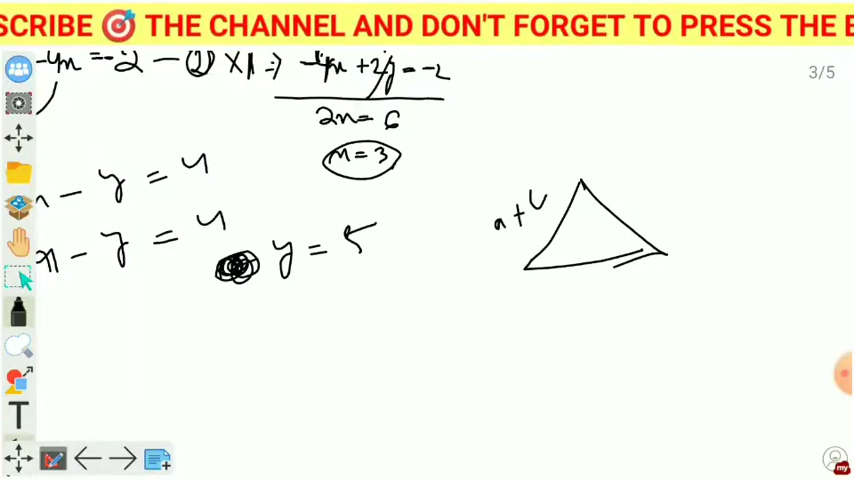 SCRIBE 🎯 THE CHANNEL AND DON'T FORGET TO PRESS THE B
-4x = -2 — (2) × 1 ⇒ -4x + 2y = -2
3/5
2x = 6
x = 3
x - y = 4
a + b
x - y = 4
y = 5
T